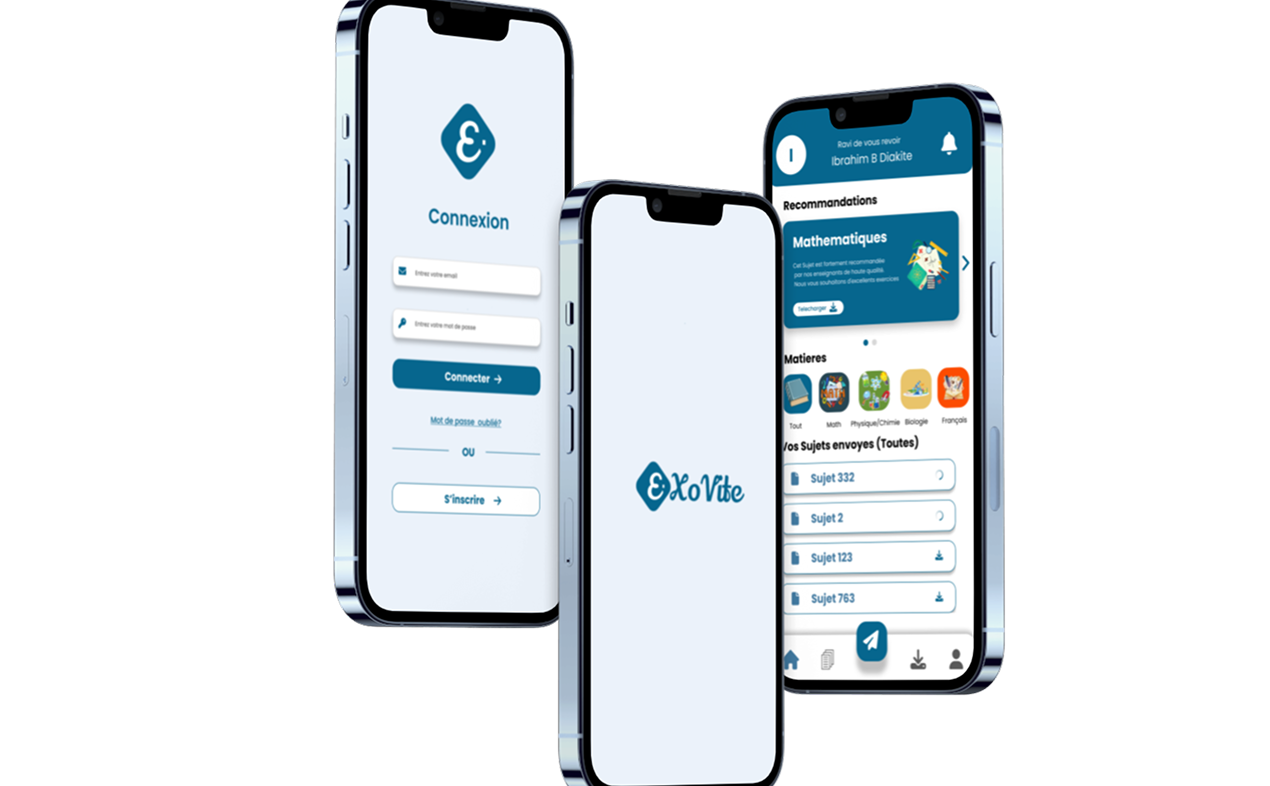 Connexion
Entrez votre email
Entrez votre mot de passe
Connecter
Mot de passe oublié?
OU
S'inscrire
εXoVite
I
Ravi de vous revoir
Ibrahim B Diakite
Recommandations
Mathematiques
Cet Sujet est fortement recommandée
par nos enseignants de haute qualité.
Nous vous souhaitons d'excellents exercices
Telecharger
Matieres
MATH
Tout
Math
Physique/Chimie
Biologie
Français
Vos Sujets envoyes (Toutes)
Sujet 332
Sujet 2
Sujet 123
Sujet 763